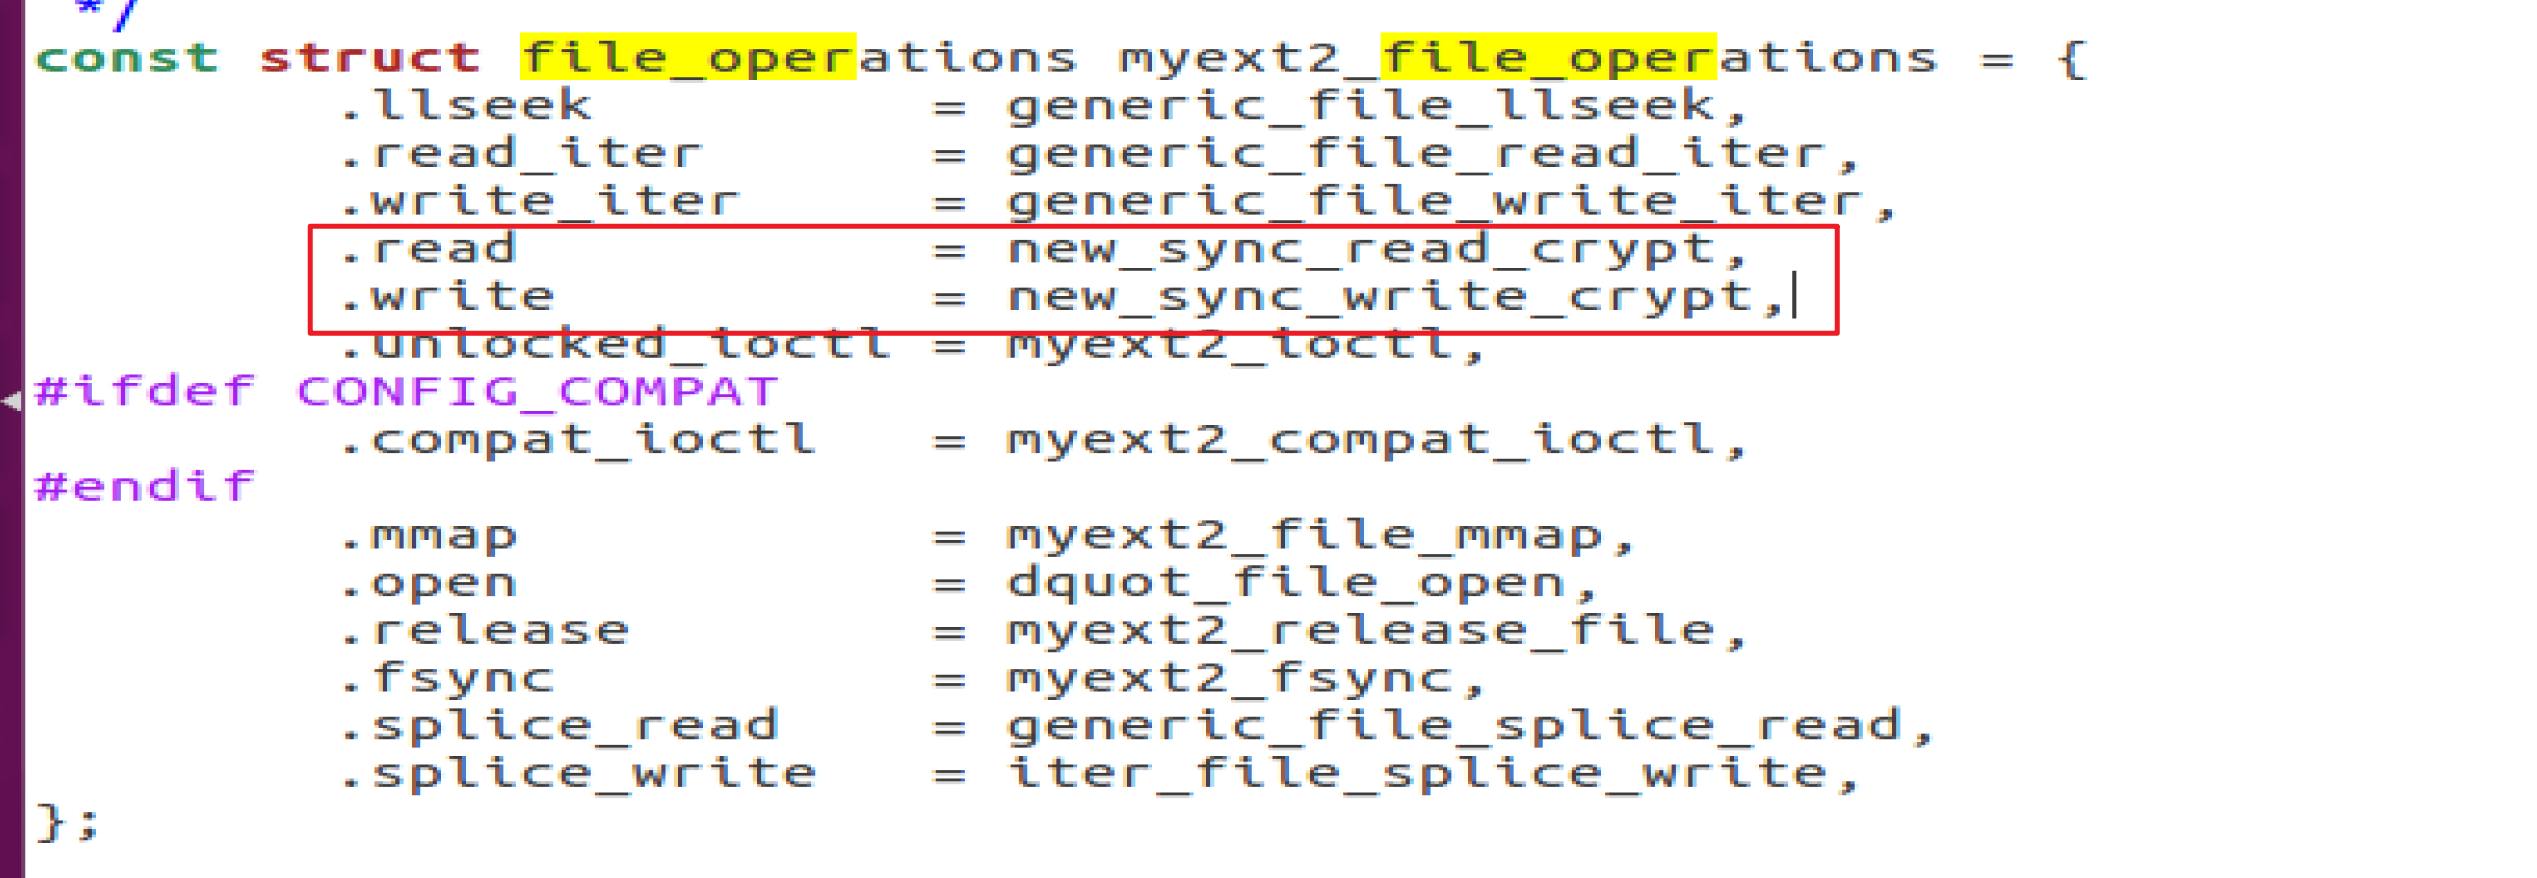 */
const struct file_operations myext2_file_operations = {
        .llseek         = generic_file_llseek,
        .read_iter      = generic_file_read_iter,
        .write_iter     = generic_file_write_iter,
        .read           = new_sync_read_crypt,
        .write          = new_sync_write_crypt,
        .unlocked_ioctl = myext2_ioctl,
#ifdef CONFIG_COMPAT
        .compat_ioctl   = myext2_compat_ioctl,
#endif
        .mmap           = myext2_file_mmap,
        .open           = dquot_file_open,
        .release        = myext2_release_file,
        .fsync          = myext2_fsync,
        .splice_read    = generic_file_splice_read,
        .splice_write   = iter_file_splice_write,
};